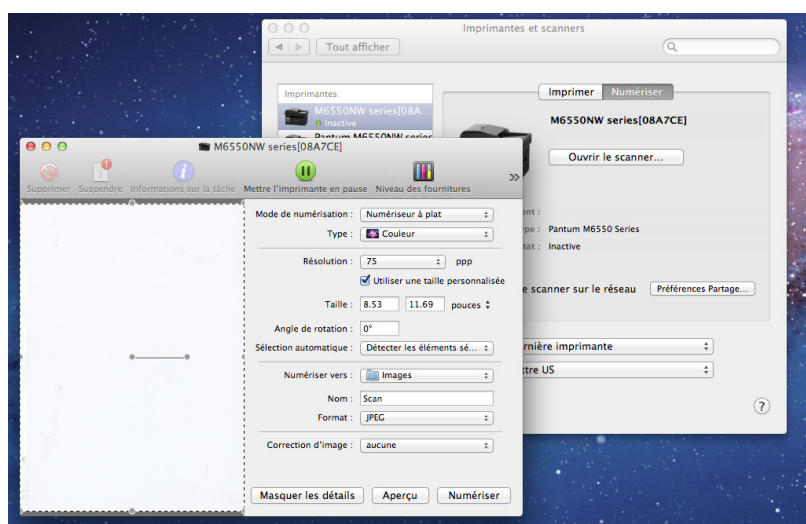 Imprimantes et scanners
Tout afficher
Imprimantes
M6550NW series[08A...
Inactive
Pantum M6550NW series
Imprimer
Numériser
M6550NW series[08A7CE]
Ouvrir le scanner...
ent :
ype : Pantum M6550 Series
tat : Inactive
e scanner sur le réseau
Préférences Partage...
rnière imprimante
ttre US
?
M6550NW series[08A7CE]
1
Supprimer
Suspendre
Informations sur la tâche
Mettre l'imprimante en pause
Niveau des fournitures
»
Mode de numérisation : Numériseur à plat
Type : Couleur
Résolution : 75 ppp
Utiliser une taille personnalisée
Taille : 8.53 11.69 pouces
Angle de rotation : 0°
Sélection automatique : Détecter les éléments sé...
Numériser vers : Images
Nom : Scan
Format : JPEG
Correction d'image : aucune
Masquer les détails
Aperçu
Numériser